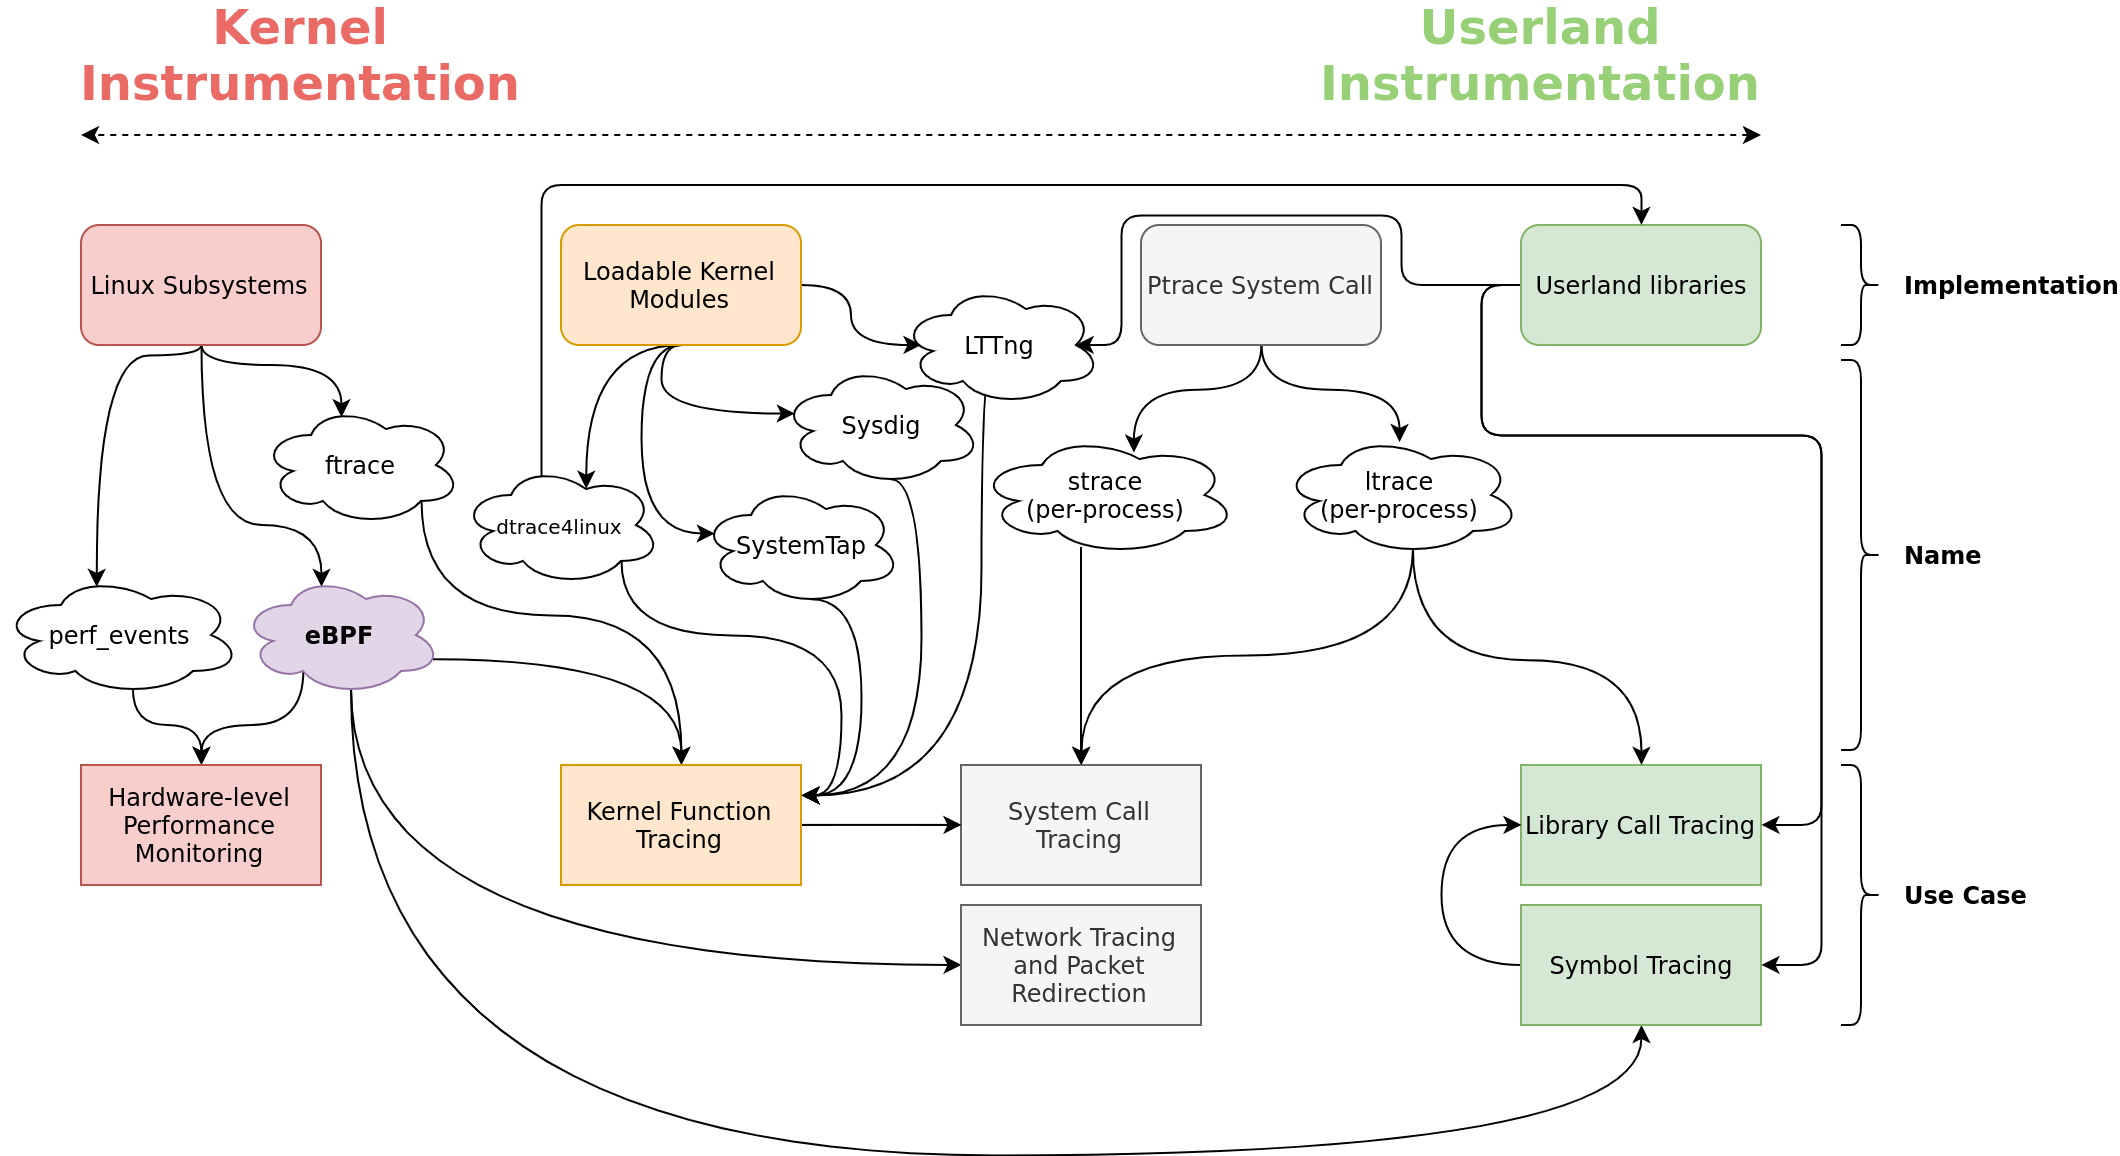 Kernel
Instrumentation
Userland
Instrumentation
Linux Subsystems
Loadable Kernel
Modules
Ptrace System Call
Userland libraries
Implementation
LTTng
Sysdig
ftrace
strace
(per-process)
ltrace
(per-process)
dtrace4linux
SystemTap
Name
perf_events
eBPF
Hardware-level
Performance
Monitoring
Kernel Function
Tracing
System Call
Tracing
Library Call Tracing
Use Case
Network Tracing
and Packet
Redirection
Symbol Tracing